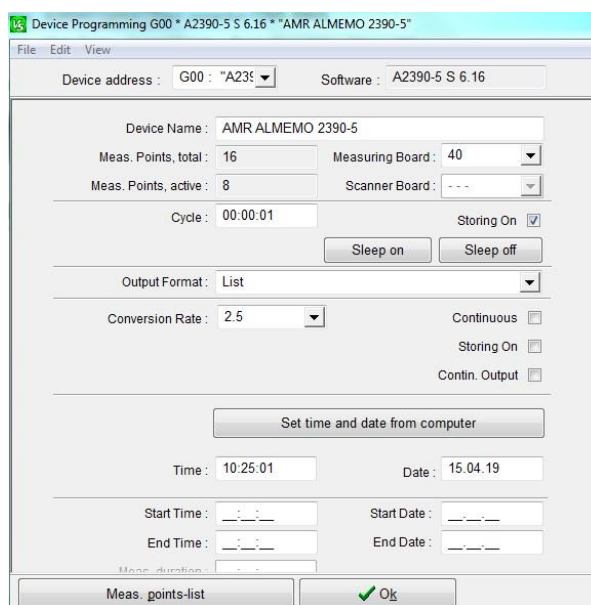 Device Programming G00 * A2390-5 S 6.16 * "AMR ALMEMO 2390-5"
File Edit View
Device address : G00 : "A239 Software : A2390-5 S 6.16
Device Name : AMR ALMEMO 2390-5
Meas. Points, total : 16 Measuring Board : 40
Meas. Points, active : 8 Scanner Board : - - -
Cycle : 00:00:01 Storing On
Sleep on Sleep off
Output Format : List
Conversion Rate : 2.5 Continuous
Storing On
Contin. Output
Set time and date from computer
Time : 10:25:01 Date : 15.04.19
Start Time : __:__:__ Start Date : __.__.__
End Time : __:__:__ End Date : __.__.__
Meas. duration :
Meas. points-list Ok